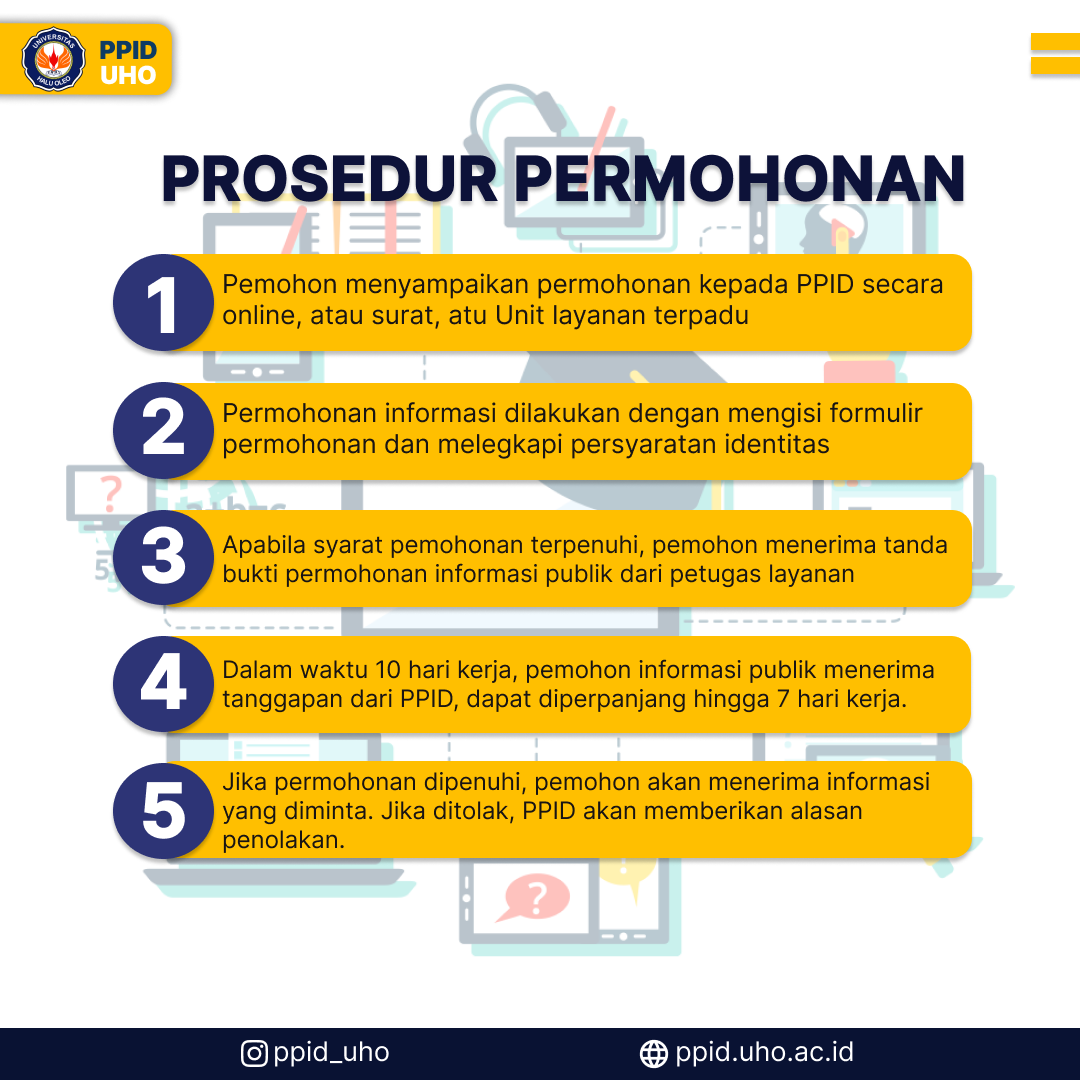 UNIVERSITAS
HALU OLEO
PPID
UHO
PROSEDUR PERMOHONAN
1
Pemohon menyampaikan permohonan kepada PPID secara
online, atau surat, atu Unit layanan terpadu
2
Permohonan informasi dilakukan dengan mengisi formulir
permohonan dan melegkapi persyaratan identitas
?
3
Apabila syarat pemohonan terpenuhi, pemohon menerima tanda
bukti permohonan informasi publik dari petugas layanan
4
Dalam waktu 10 hari kerja, pemohon informasi publik menerima
tanggapan dari PPID, dapat diperpanjang hingga 7 hari kerja.
5
Jika permohonan dipenuhi, pemohon akan menerima informasi
yang diminta. Jika ditolak, PPID akan memberikan alasan
penolakan.
?
ppid_uho
ppid.uho.ac.id